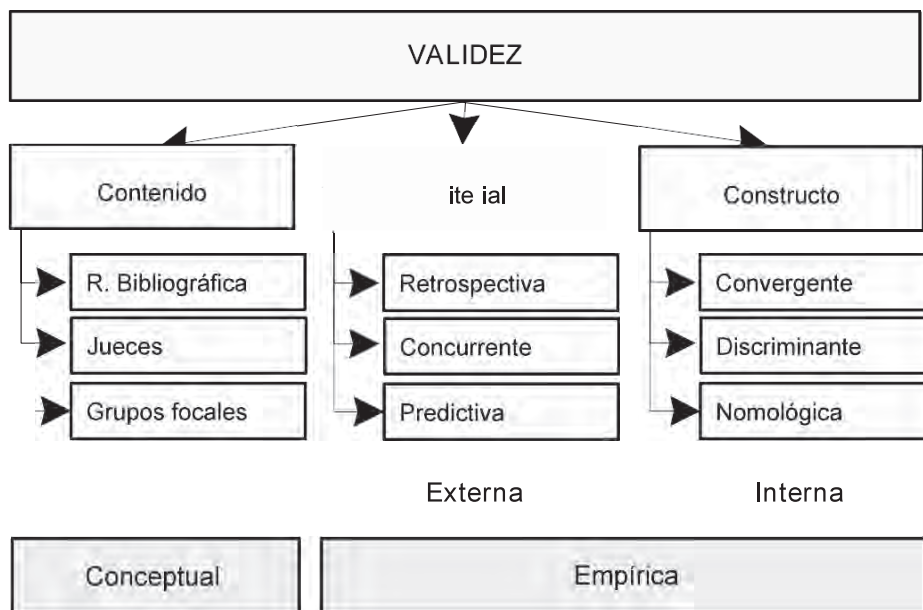 VALIDEZ
Contenido
ite ial
Constructo
R. Bibliográfica
Retrospectiva
Convergente
Jueces
Concurrente
Discriminante
Grupos focales
Predictiva
Nomológica
Externa
Interna
Conceptual
Empírica